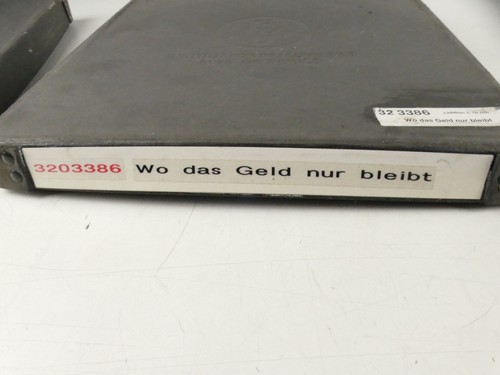 32 3386
Wo das Geld nur bleibt
3203386 Wo das Geld nur bleibt